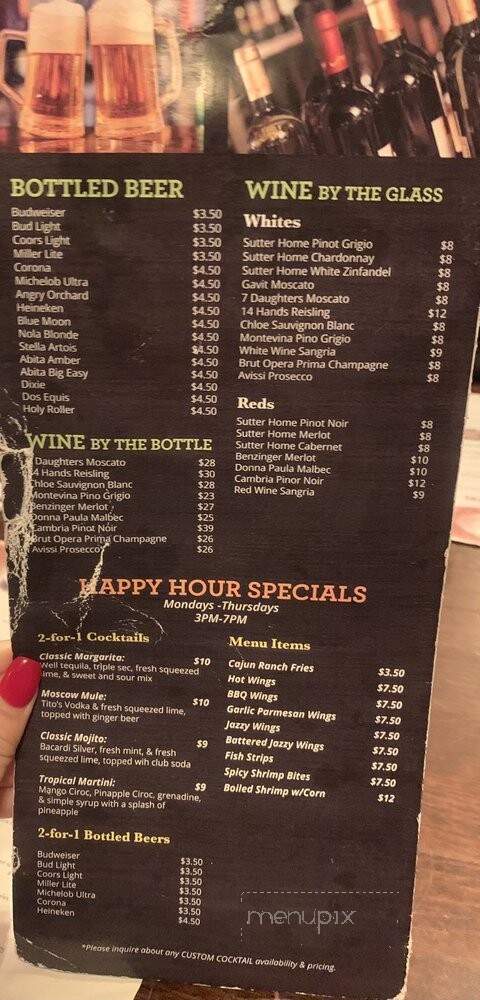 BOTTLED BEER
Budweiser $3.50
Bud Light $3.50
Coors Light $3.50
Miller Lite $3.50
Corona $4.50
Michelob Ultra $4.50
Angry Orchard $4.50
Heineken $4.50
Blue Moon $4.50
Nola Blonde $4.50
Stella Artois $4.50
Abita Amber $4.50
Abita Big Easy $4.50
Dixie $4.50
Dos Equis $4.50
Holy Roller $4.50
WINE BY THE BOTTLE
Daughters Moscato $28
4 Hands Reisling $30
Chloe Sauvignon Blanc $28
Montevina Pino Grigio $23
Benzinger Merlot $27
Donna Paula Malbec $25
Cambria Pinot Noir $39
Brut Opera Prima Champagne $26
Avissi Prosecco $26
WINE BY THE GLASS
Whites
Sutter Home Pinot Grigio $8
Sutter Home Chardonnay $8
Sutter Home White Zinfandel $8
Gavit Moscato $8
7 Daughters Moscato $8
14 Hands Reisling $12
Chloe Sauvignon Blanc $8
Montevina Pino Grigio $8
White Wine Sangria $9
Brut Opera Prima Champagne $8
Avissi Prosecco $8
Reds
Sutter Home Pinot Noir $8
Sutter Home Merlot $8
Sutter Home Cabernet $8
Benzinger Merlot $10
Donna Paula Malbec $10
Cambria Pinor Noir $12
Red Wine Sangria $9
HAPPY HOUR SPECIALS
Mondays -Thursdays
3PM-7PM
2-for-1 Cocktails
Classic Margarita: $10
Well tequila, triple sec, fresh squeezed
lime, & sweet and sour mix
Moscow Mule: $10
Tito's Vodka & fresh squeezed lime,
topped with ginger beer
Classic Mojito: $9
Bacardi Silver, fresh mint, & fresh
squeezed lime, topped wih club soda
Tropical Martini: $9
Mango Ciroc, Pinapple Ciroc, grenadine,
& simple syrup with a splash of
pineapple
2-for-1 Bottled Beers
Budweiser $3.50
Bud Light $3.50
Coors Light $3.50
Miller Lite $3.50
Michelob Ultra $3.50
Corona $3.50
Heineken $4.50
Menu Items
Cajun Ranch Fries $3.50
Hot Wings $7.50
BBQ Wings $7.50
Garlic Parmesan Wings $7.50
Jazzy Wings $7.50
Battered Jazzy Wings $7.50
Fish Strips $7.50
Spicy Shrimp Bites $7.50
Boiled Shrimp w/Corn $12
menupix
*Please inquire about any CUSTOM COCKTAIL availability & pricing.